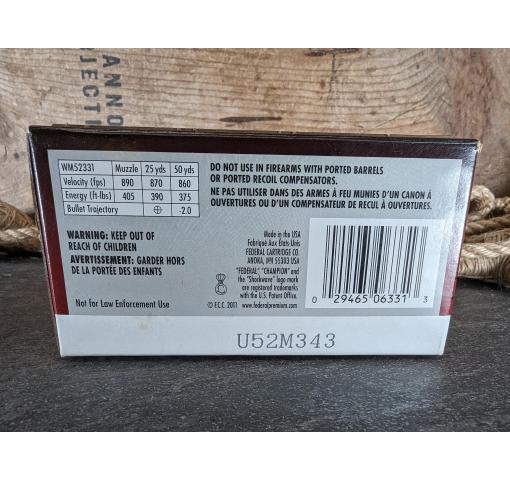 ANNO
JECTI
WM52331 Muzzle 25 yds 50 yds
Velocity (fps) 890 870 860
Energy (ft-lbs) 405 390 375
Bullet Trajectory ⊕ -2.0
DO NOT USE IN FIREARMS WITH PORTED BARRELS
OR PORTED RECOIL COMPENSATORS.
NE PAS UTILISER DANS DES ARMES À FEU MUNIES D'UN CANON À
OUVERTURES OU D'UN COMPENSATEUR DE RECUL À OUVERTURES.
WARNING: KEEP OUT OF
REACH OF CHILDREN
AVERTISSEMENT: GARDER HORS
DE LA PORTÉE DES ENFANTS
Not for Law Enforcement Use
Made in the USA
Fabriqué Aux Etats-Unis
FEDERAL CARTRIDGE CO.
ANOKA, MN 55303 USA
"FEDERAL", "CHAMPION" and
the "Shockwave" logo mark
are registered trademarks
with the U.S. Patent Office.
© F.C.C. 2011 www.federalpremium.com
0 29465 06331 3
U52M343